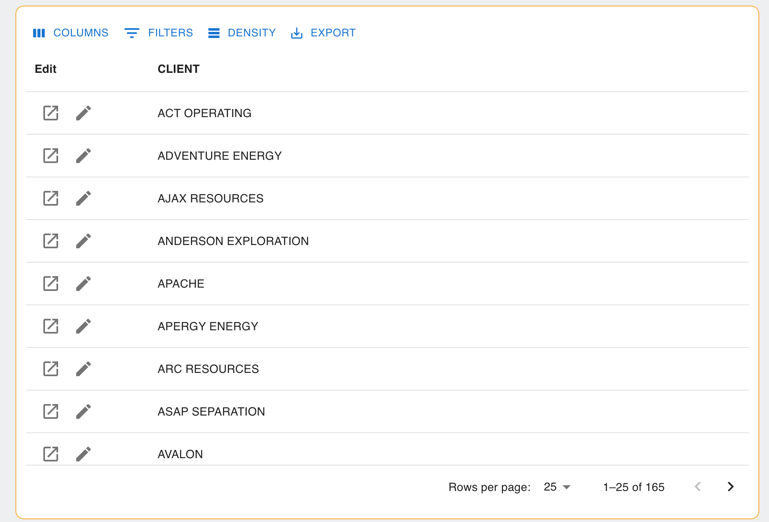 COLUMNS FILTERS DENSITY EXPORT
Edit CLIENT
ACT OPERATING
ADVENTURE ENERGY
AJAX RESOURCES
ANDERSON EXPLORATION
APACHE
APERGY ENERGY
ARC RESOURCES
ASAP SEPARATION
AVALON
Rows per page: 25 1–25 of 165